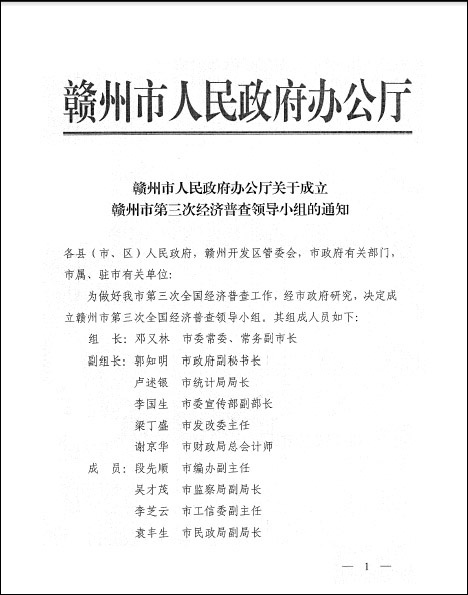 赣州市人民政府办公厅
赣州市人民政府办公厅关于成立
赣州市第三次经济普查领导小组的通知
各县（市、区）人民政府，赣州开发区管委会，市政府有关部门，
市属、驻市有关单位：
为做好我市第三次全国经济普查工作，经市政府研究，决定成
立赣州市第三次全国经济普查领导小组。其组成人员如下：
组 长：邓又林 市委常委、常务副市长
副组长：郭知明 市政府副秘书长
卢述银 市统计局局长
李国生 市委宣传部副部长
梁丁盛 市发改委主任
谢京华 市财政局总会计师
成 员：段先顺 市编办副主任
吴才茂 市监察局副局长
李芝云 市工信委副主任
袁丰生 市民政局副局长
— 1 —